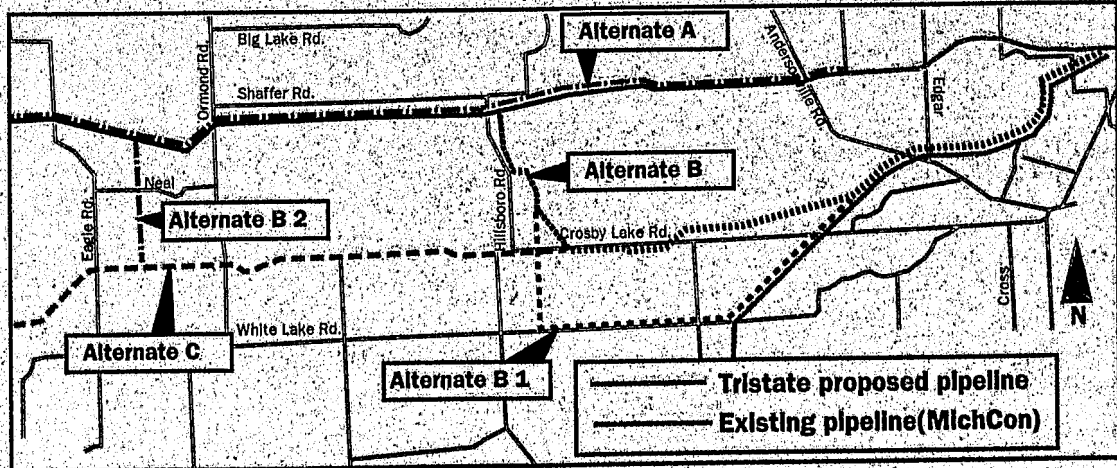 Big Lake Rd.
Ormond Rd.
Alternate A
Andersonville Rd.
Shaffer Rd.
Edgar
Hillsboro Rd.
Alternate B
Neal
Eagle Rd.
Alternate B 2
Crosby Lake Rd.
Cross
N
White Lake Rd.
Alternate C
Alternate B 1
Tristate proposed pipeline
Existing pipeline(MichCon)